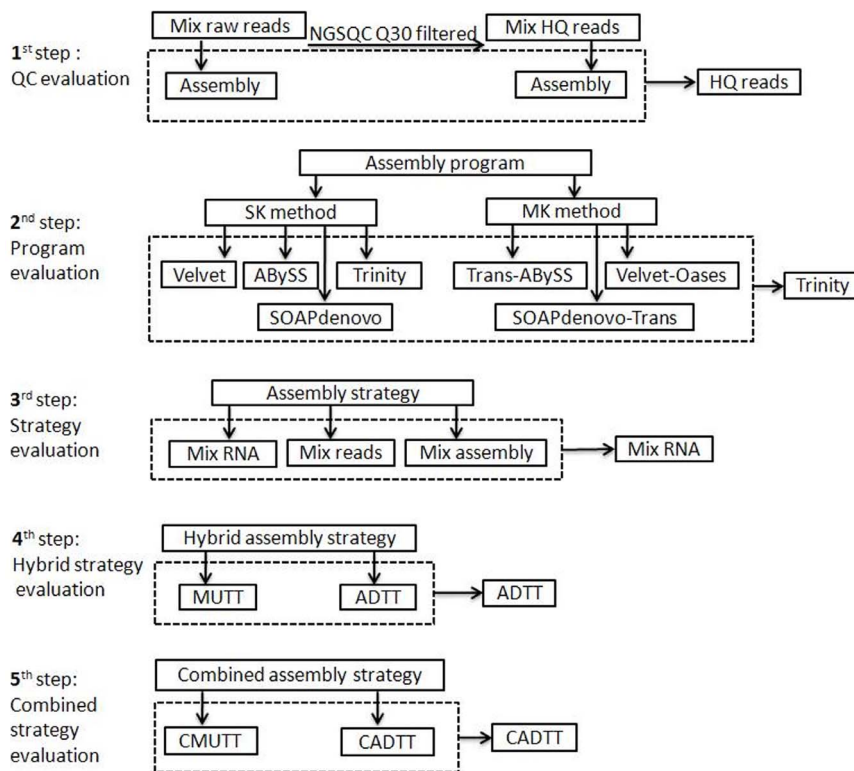 Mix raw reads
NGSQC Q30 filtered
Mix HQ reads
1st step :
QC evaluation
Assembly
Assembly
HQ reads
Assembly program
SK method
MK method
2nd step:
Program
evaluation
Velvet
ABySS
Trinity
Trans-ABySS
Velvet-Oases
Trinity
SOAPdenovo
SOAPdenovo-Trans
3rd step:
Strategy
evaluation
Assembly strategy
Mix RNA
Mix reads
Mix assembly
Mix RNA
4th step:
Hybrid strategy
evaluation
Hybrid assembly strategy
MUTT
ADTT
ADTT
5th step:
Combined
strategy
evaluation
Combined assembly strategy
CMUTT
CADTT
CADTT